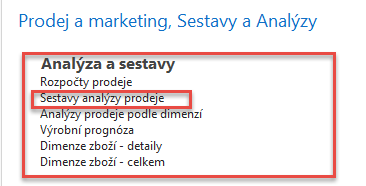 Prodej a marketing, Sestavy a Analýzy
Analýza a sestavy
Rozpočty prodeje
Sestavy analýzy prodeje
Analýzy prodeje podle dimenzí
Výrobní prognóza
Dimenze zboží - detaily
Dimenze zboží - celkem